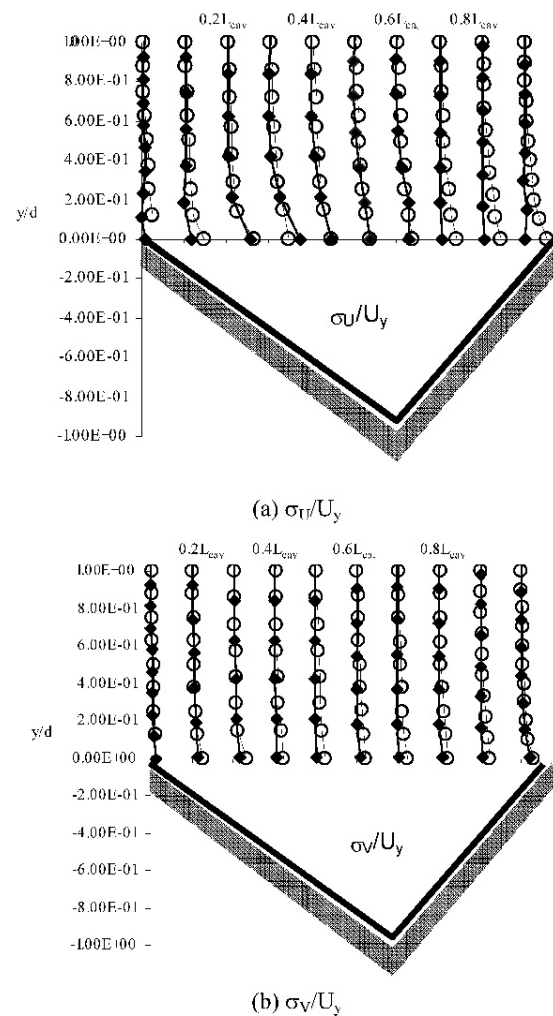 0.2L_cav 0.4L_cav 0.6L_cav 0.8L_cav
1.00E+00
8.00E-01
6.00E-01
4.00E-01
2.00E-01
y/d
0.00E+00
-2.00E-01
-4.00E-01
-6.00E-01
-8.00E-01
-1.00E+00
σU/Uy
(a) σU/Uy
0.2Lcav 0.4Lcav 0.6Lcav 0.8Lcav
1.00E+00
8.00E-01
6.00E-01
4.00E-01
2.00E-01
y/d
0.00E+00
-2.00E-01
-4.00E-01
-6.00E-01
-8.00E-01
-1.00E+00
σV/Uy
(b) σV/Uy